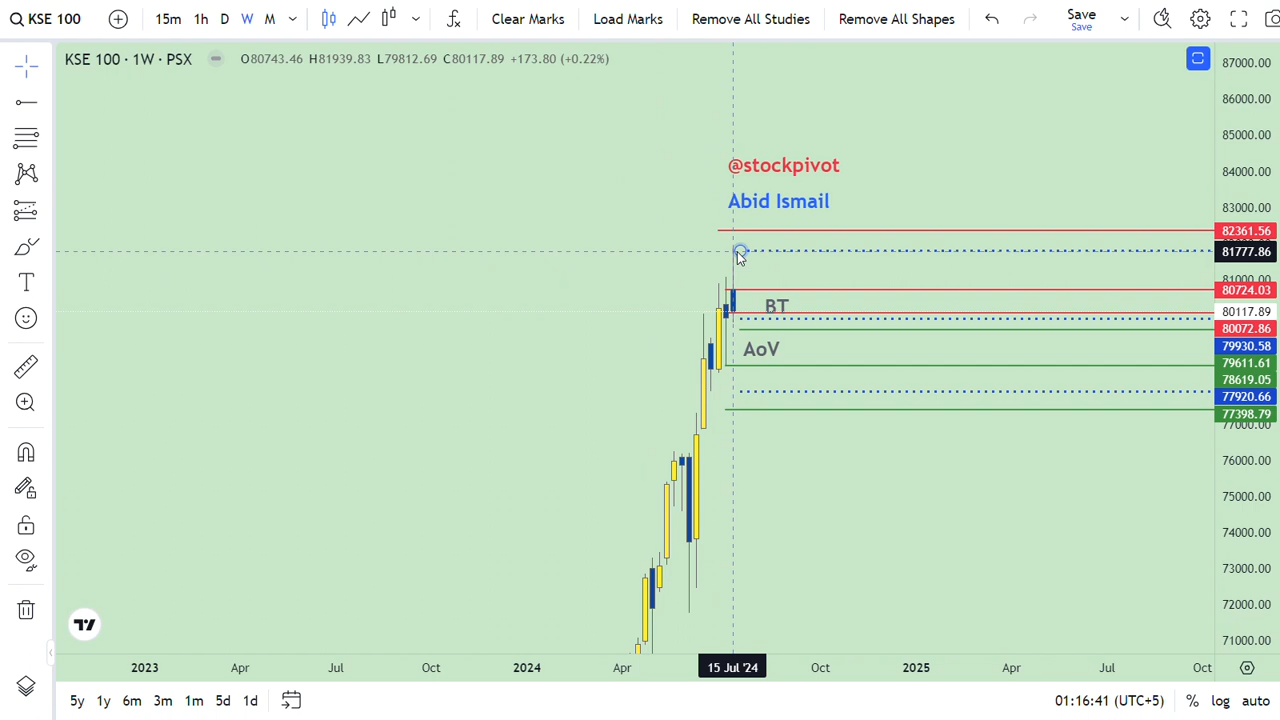 KSE 100 15m 1h D W M Clear Marks Load Marks Remove All Studies Remove All Shapes Save
Save
KSE 100 · 1W · PSX O80743.46 H81939.83 L79812.69 C80117.89 +173.80 (+0.22%)
87000.00
86000.00
85000.00
84000.00
@stockpivot
Abid Ismail
83000.00
82361.56
81777.86
81000.00
80724.03
BT
80117.89
80072.86
79930.58
AoV
79611.61
78619.05
77920.66
77398.79
77000.00
76000.00
75000.00
74000.00
73000.00
72000.00
71000.00
2023 Apr Jul Oct 2024 Apr 15 Jul '24 Oct 2025 Apr Jul Oct
5y 1y 6m 3m 1m 5d 1d 01:16:41 (UTC+5) % log auto